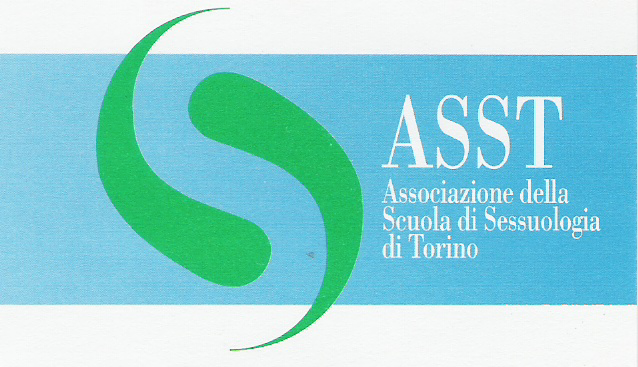 ASST
Associazione della
Scuola di Sessuologia
di Torino